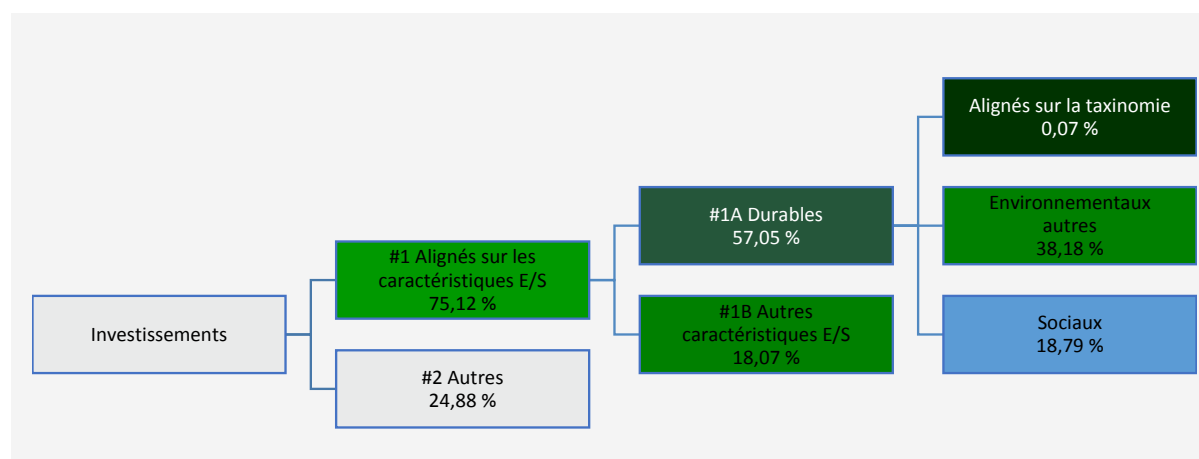 Investissements
#1 Alignés sur les
caractéristiques E/S
75,12 %
#2 Autres
24,88 %
#1A Durables
57,05 %
#1B Autres
caractéristiques E/S
18,07 %
Alignés sur la taxinomie
0,07 %
Environnementaux
autres
38,18 %
Sociaux
18,79 %